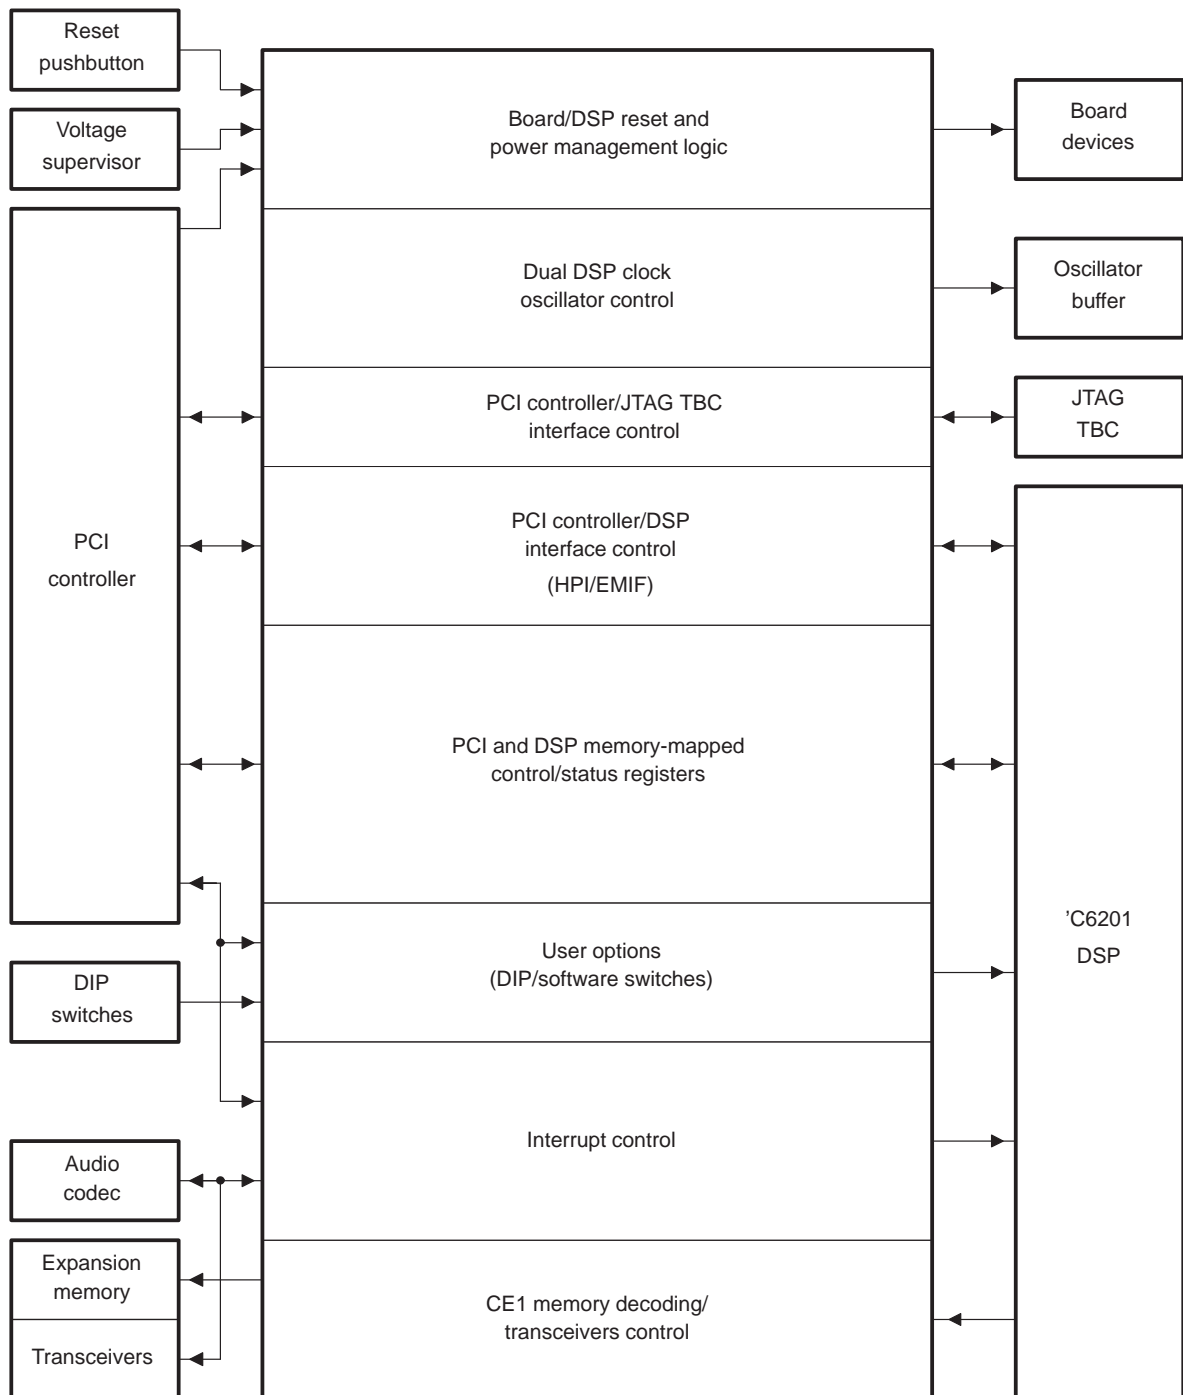 Reset
pushbutton
Voltage
supervisor
PCI
controller
DIP
switches
Audio
codec
Expansion
memory
Transceivers
Board/DSP reset and
power management logic
Dual DSP clock
oscillator control
PCI controller/JTAG TBC
interface control
PCI controller/DSP
interface control
(HPI/EMIF)
PCI and DSP memory-mapped
control/status registers
User options
(DIP/software switches)
Interrupt control
CE1 memory decoding/
transceivers control
Board
devices
Oscillator
buffer
JTAG
TBC
’C6201
DSP